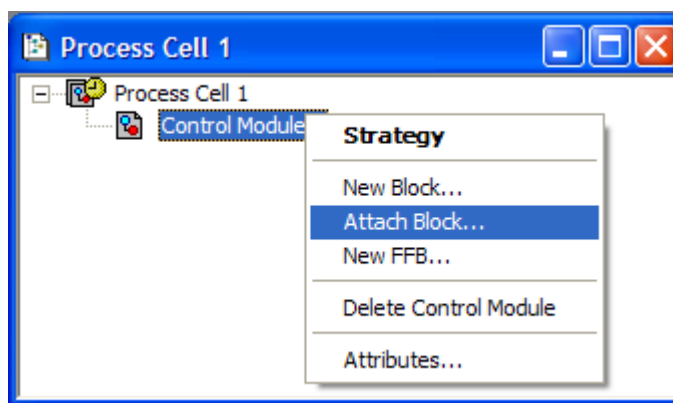 Process Cell 1
Process Cell 1
Control Module
Strategy
New Block...
Attach Block...
New FFB...
Delete Control Module
Attributes...